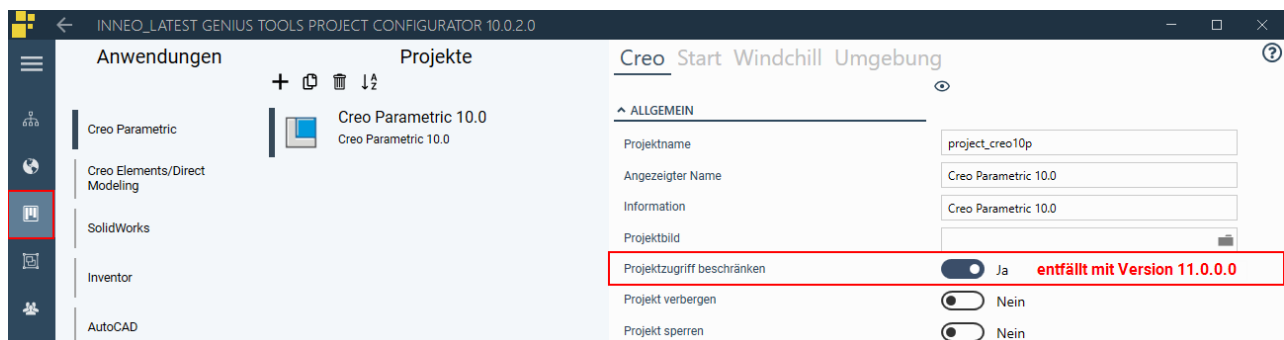 INNEO_LATEST GENIUS TOOLS PROJECT CONFIGURATOR 10.0.2.0
Anwendungen
Creo Parametric
Creo Elements/Direct
Modeling
SolidWorks
Inventor
AutoCAD
Projekte
Creo Parametric 10.0
Creo Parametric 10.0
Creo Start Windchill Umgebung
ALLGEMEIN
Projektname project_creo10p
Angezeigter Name Creo Parametric 10.0
Information Creo Parametric 10.0
Projektbild
Projektzugriff beschränken Ja entfällt mit Version 11.0.0.0
Projekt verbergen Nein
Projekt sperren Nein